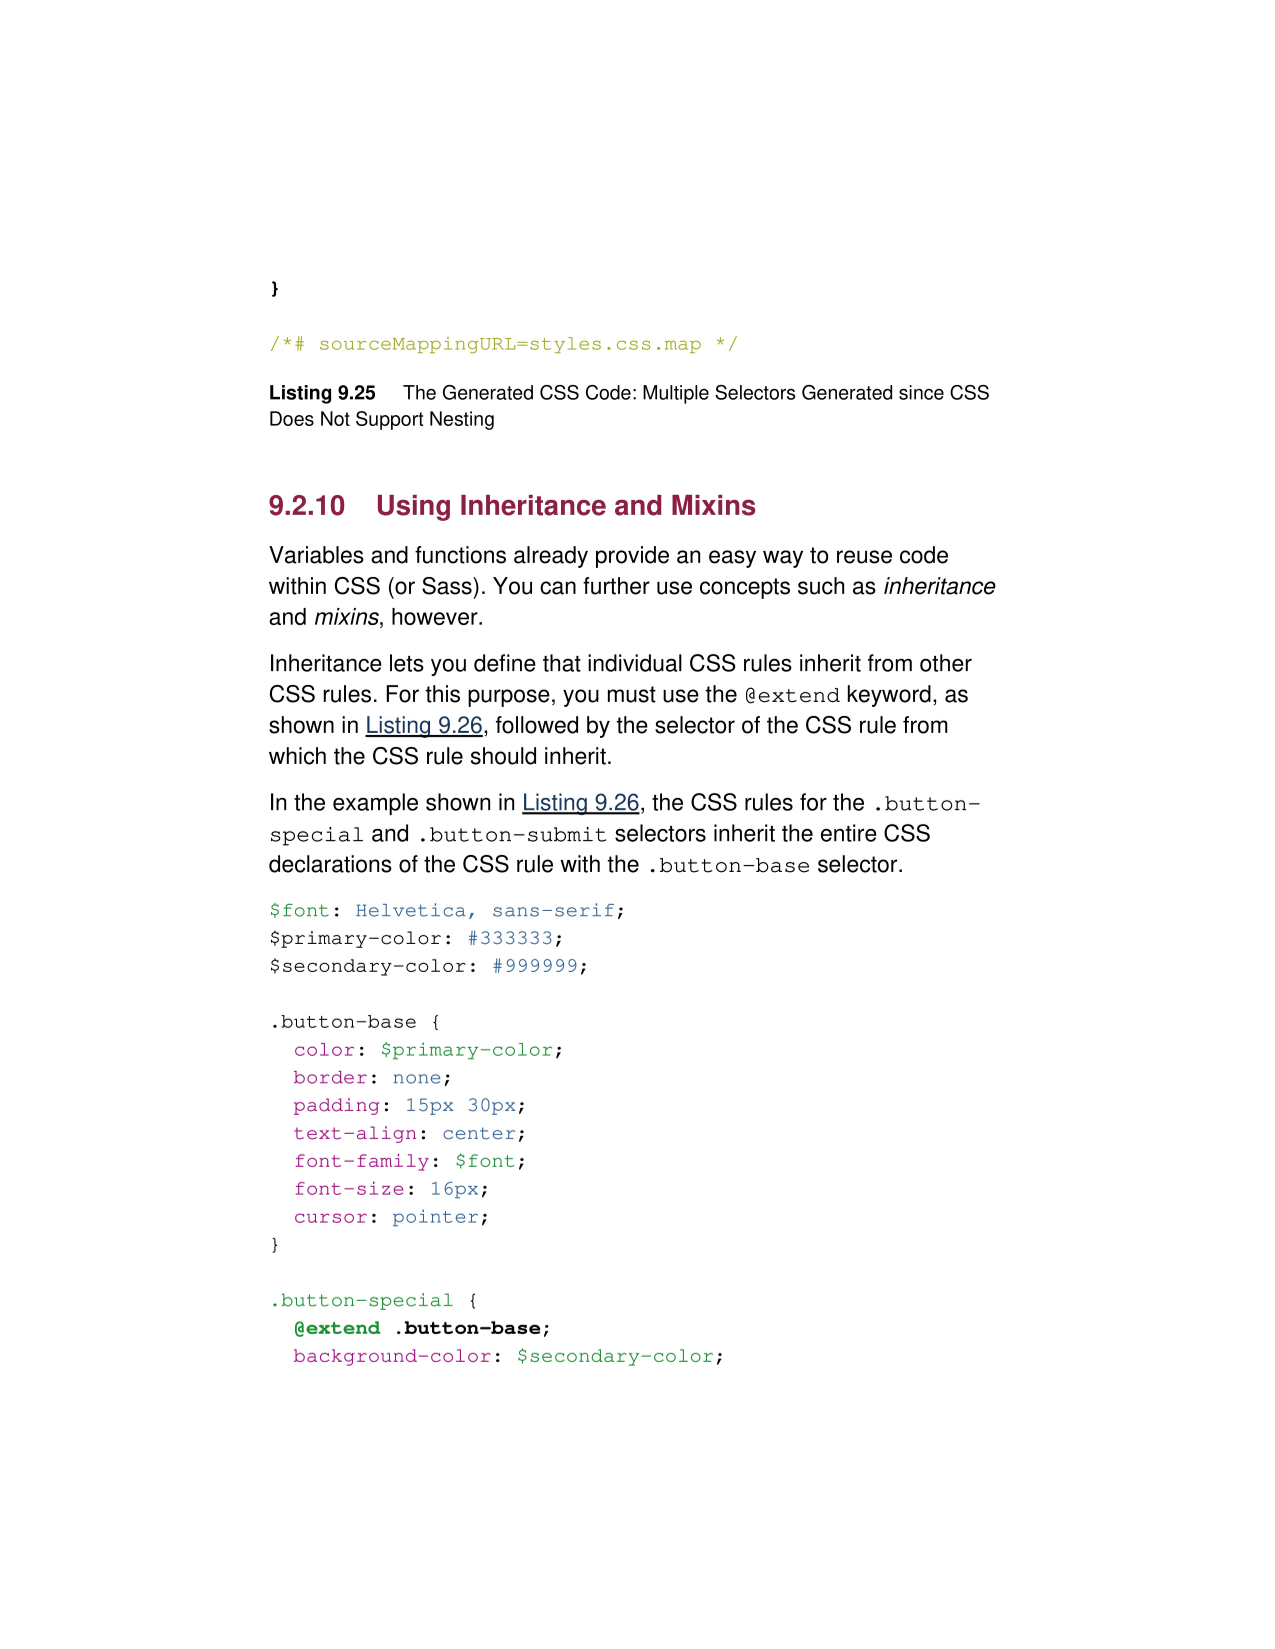 }
/*# sourceMappingURL=styles.css.map */
Listing 9.25 The Generated CSS Code: Multiple Selectors Generated since CSS
Does Not Support Nesting
9.2.10 Using Inheritance and Mixins
Variables and functions already provide an easy way to reuse code
within CSS (or Sass). You can further use concepts such as inheritance
and mixins, however.
Inheritance lets you define that individual CSS rules inherit from other
CSS rules. For this purpose, you must use the @extend keyword, as
shown in Listing 9.26, followed by the selector of the CSS rule from
which the CSS rule should inherit.
In the example shown in Listing 9.26, the CSS rules for the .button-
special and .button-submit selectors inherit the entire CSS
declarations of the CSS rule with the .button-base selector.
$font: Helvetica, sans-serif;
$primary-color: #333333;
$secondary-color: #999999;
.button-base {
  color: $primary-color;
  border: none;
  padding: 15px 30px;
  text-align: center;
  font-family: $font;
  font-size: 16px;
  cursor: pointer;
}
.button-special {
  @extend .button-base;
  background-color: $secondary-color;